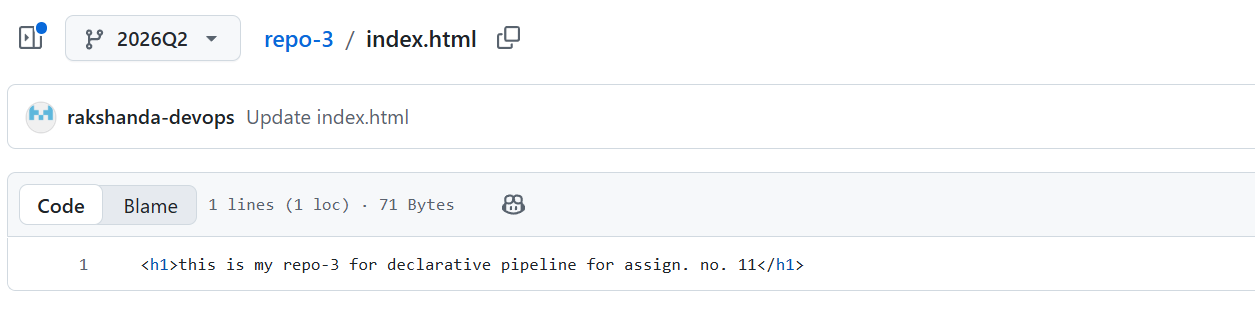 2026Q2 repo-3 / index.html
rakshanda-devops Update index.html
Code Blame 1 lines (1 loc) · 71 Bytes
1 <h1>this is my repo-3 for declarative pipeline for assign. no. 11</h1>